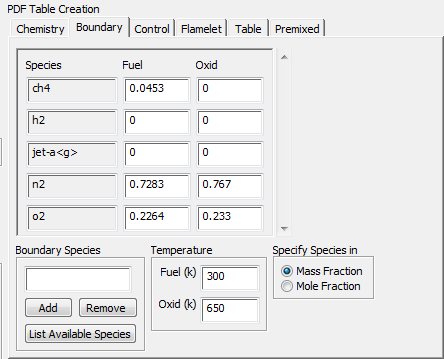 PDF Table Creation
Chemistry Boundary Control Flamelet Table Premixed
Species Fuel Oxid
ch4 0.0453 0
h2 0 0
jet-a<g> 0 0
n2 0.7283 0.767
o2 0.2264 0.233
Boundary Species Temperature Specify Species in
Fuel (k) 300 Mass Fraction
Mole Fraction
Add Remove Oxid (k) 650
List Available Species